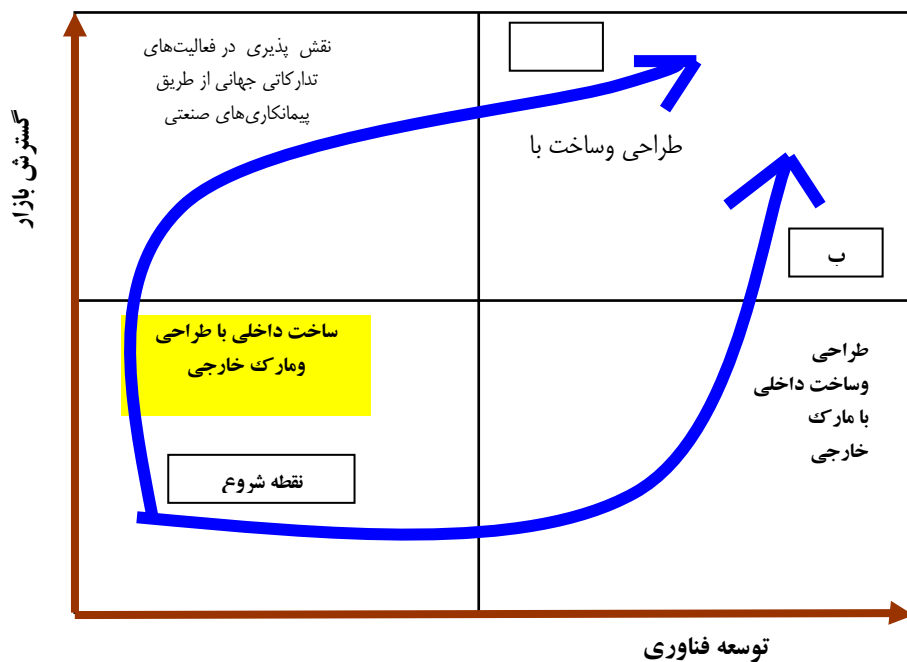 نقش پذیری در فعالیت‌های
تدارکاتی جهانی از طریق
پیمانکاری‌های صنعتی
طراحی وساخت با
گسترش بازار
ب
ساخت داخلی با طراحی
ومارک خارجی
طراحی
وساخت داخلی
با مارک
خارجی
نقطه شروع
توسعه فناوری